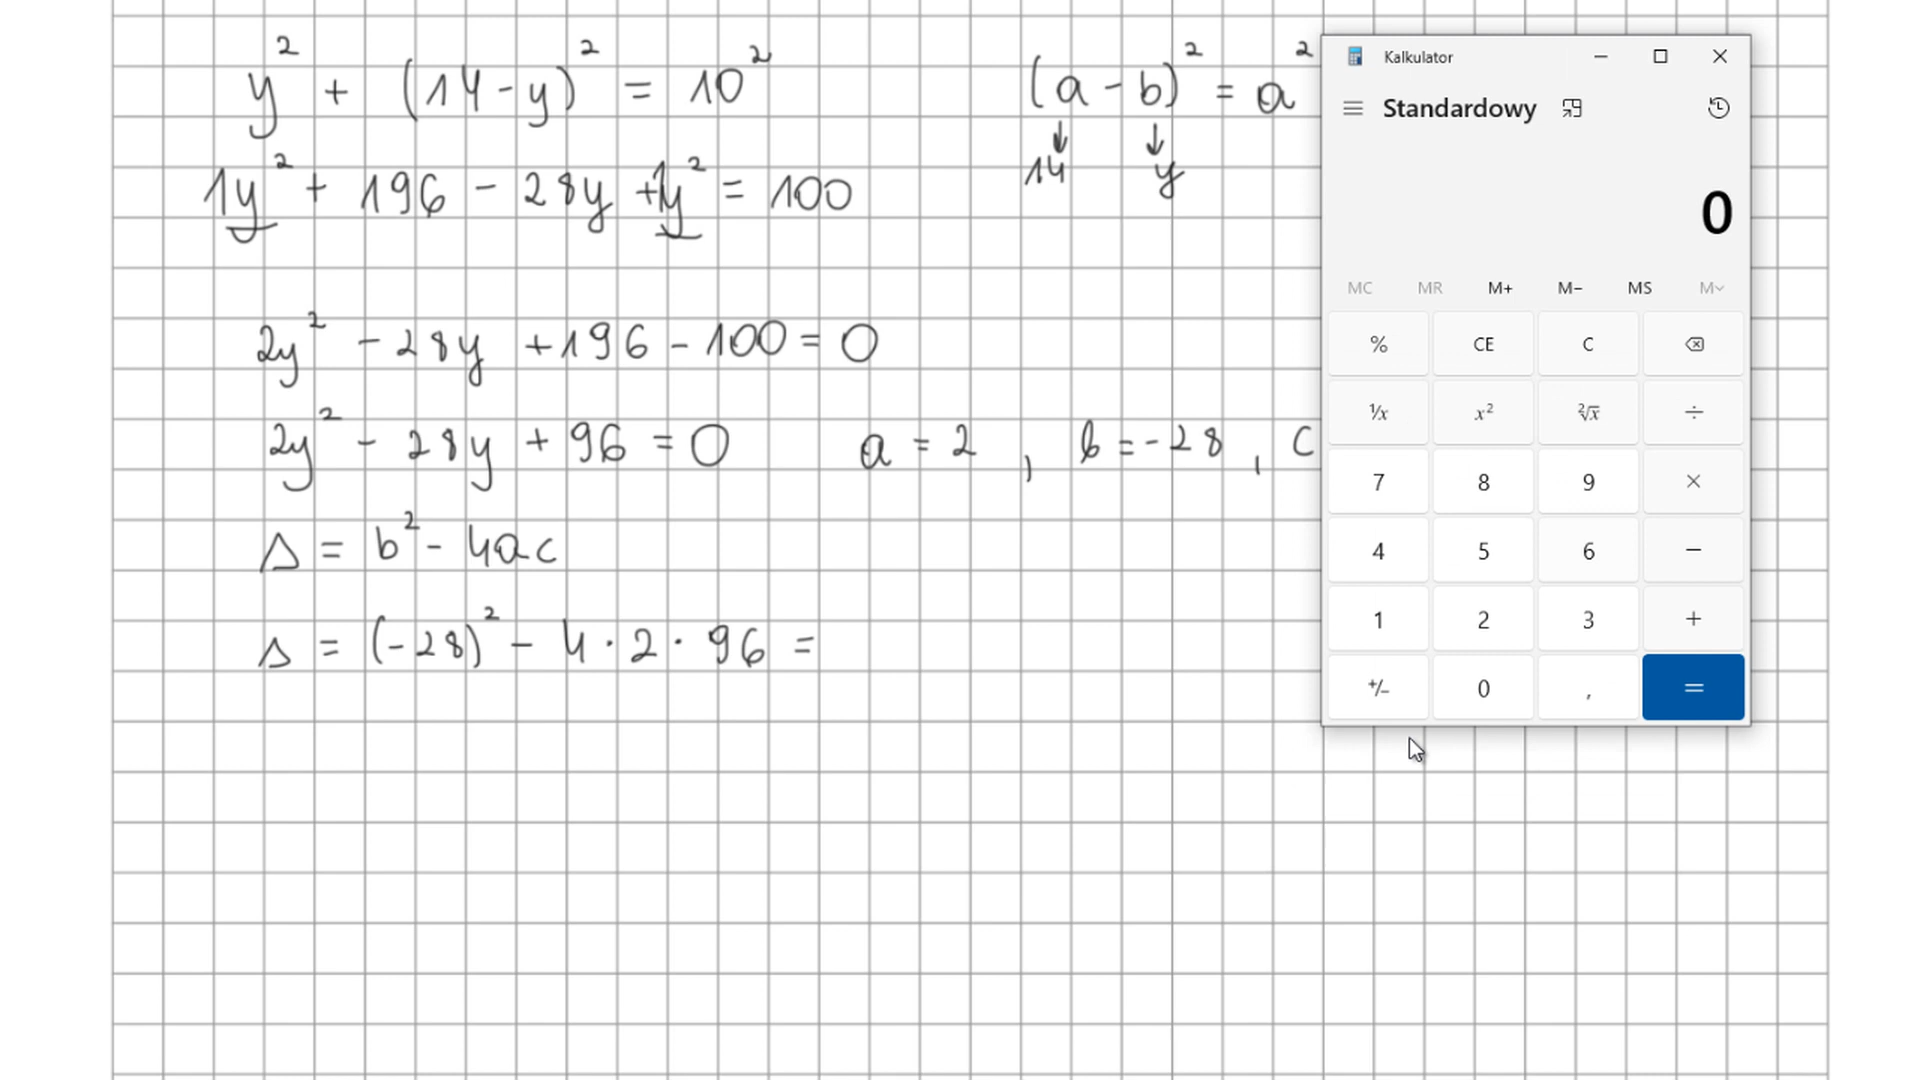 y² + (14 - y)² = 10²
1y² + 196 - 28y + 1y² = 100
2y² - 28y + 196 - 100 = 0
2y² - 28y + 96 = 0
Δ = b² - 4ac
Δ = (-28)² - 4 · 2 · 96 =
(a - b)² = a²
↓ ↓
14 y
a = 2 , b = -28 , c
Kalkulator
Standardowy
0
MC MR M+ M- MS M˅
% CE C
1/x x² ²√x ÷
7 8 9 ×
4 5 6 −
1 2 3 +
+/- 0 , =